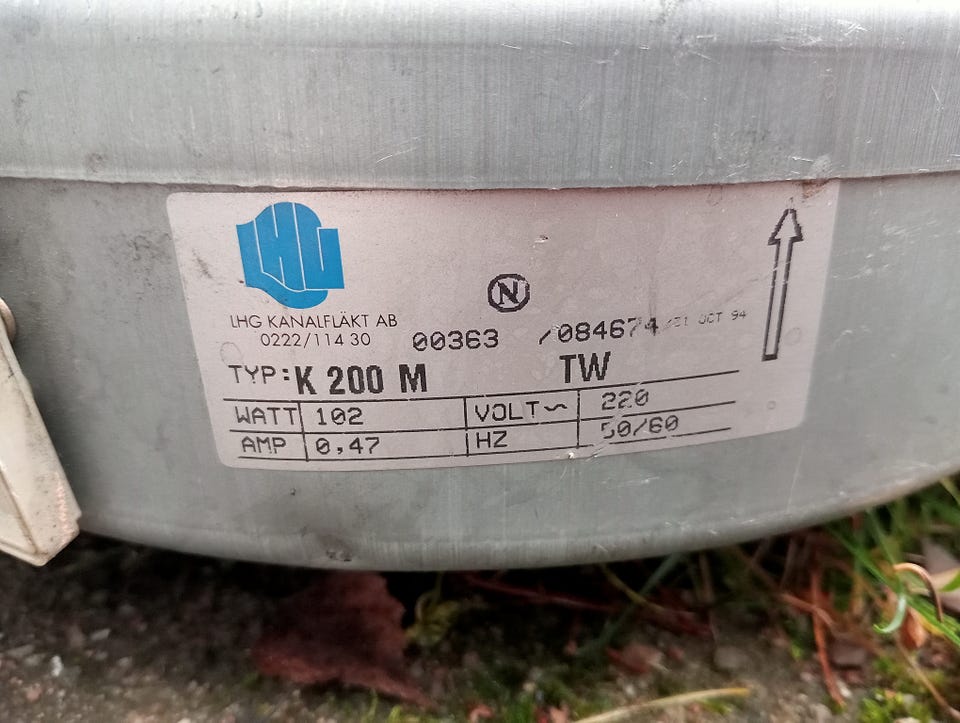 LHG
N
LHG KANALFLÄKT AB
0222/114 30
00363 /084674 /21 OCT 94
TYP: K 200 M TW
WATT 102 VOLT~ 220
AMP 0,47 HZ 50/60